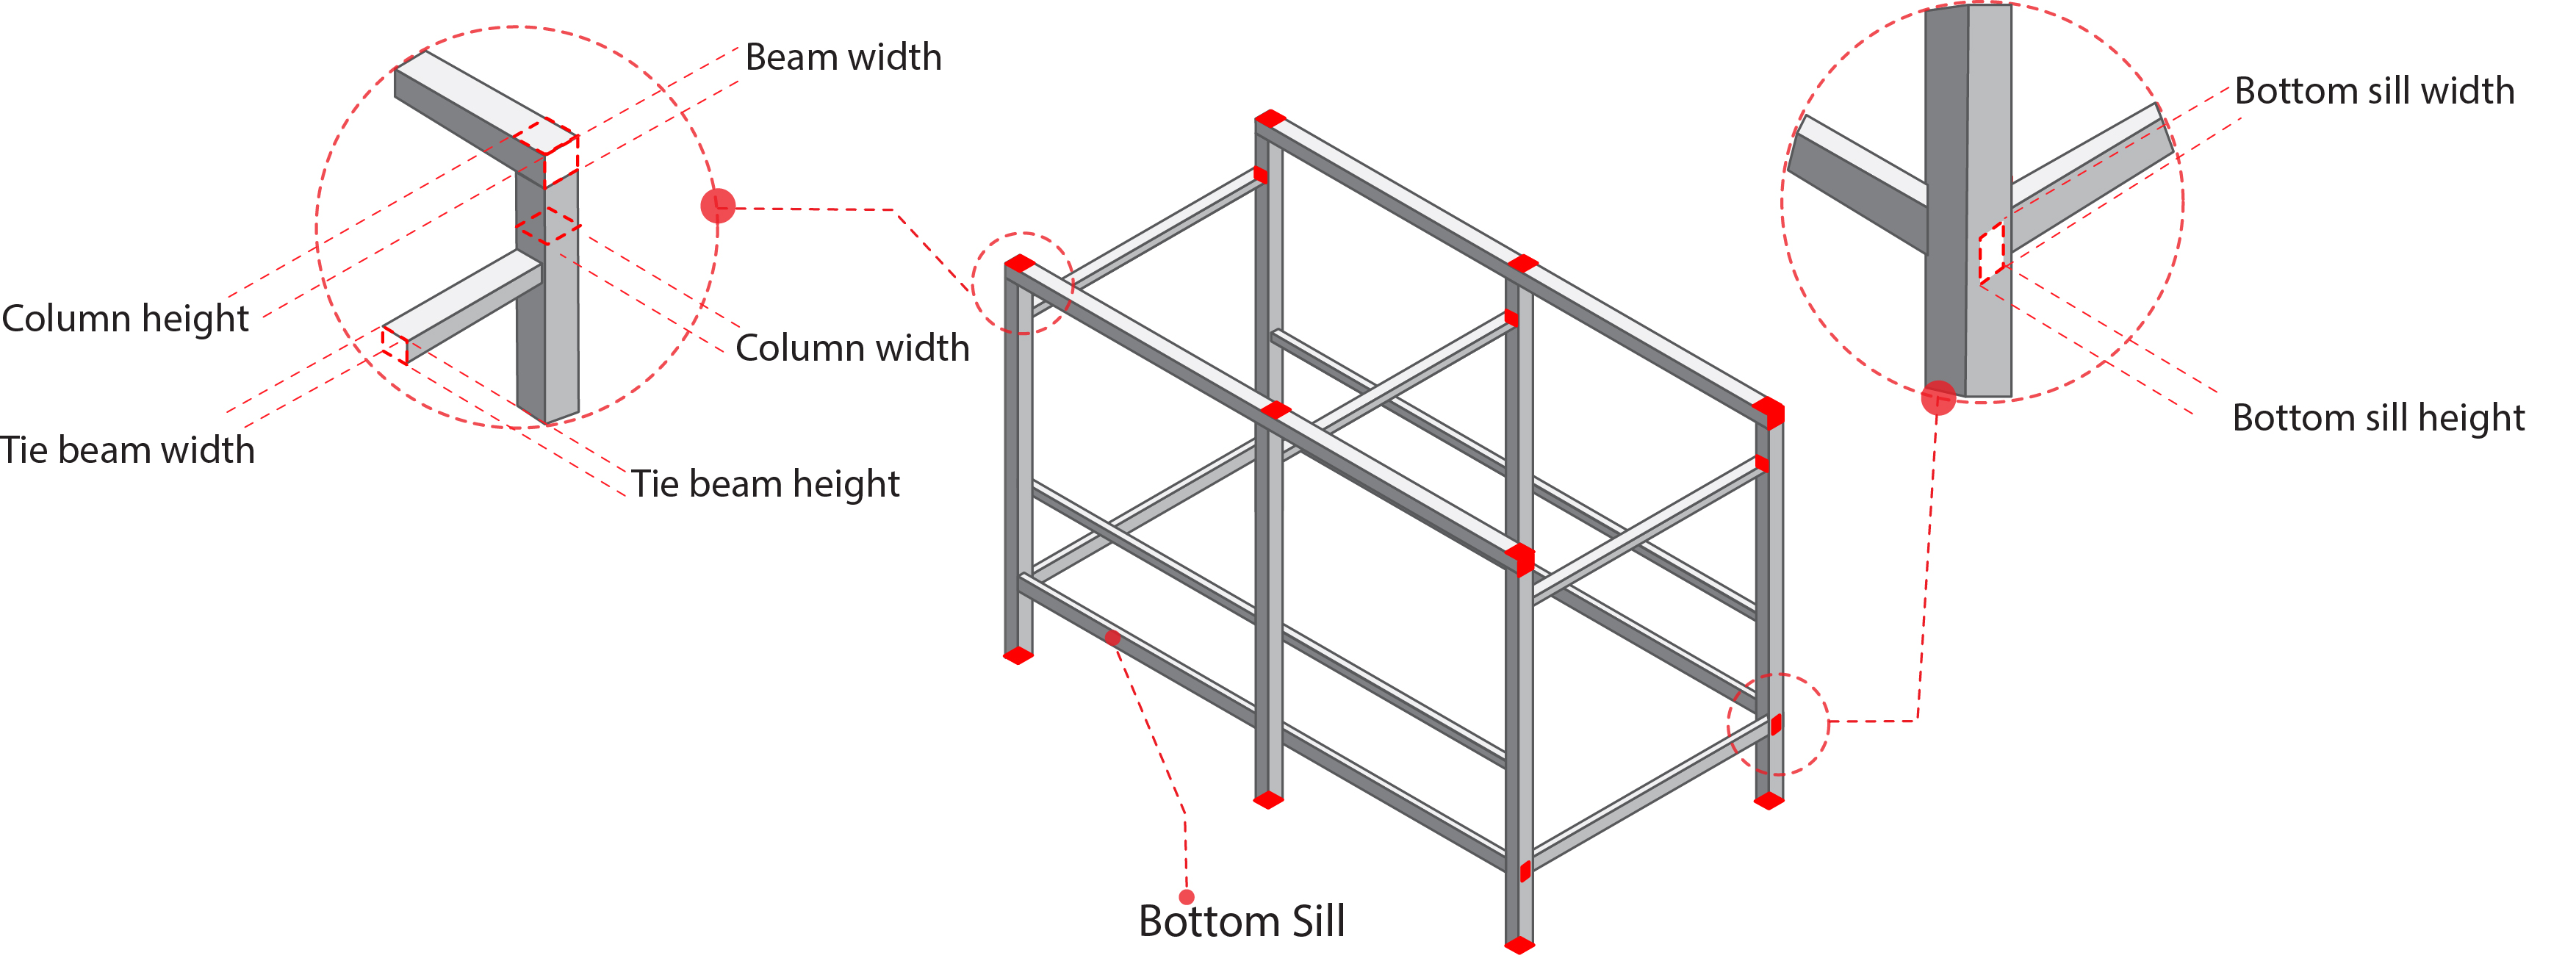 Beam width
Bottom sill width
Column height
Column width
Bottom sill height
Tie beam width
Tie beam height
Bottom Sill